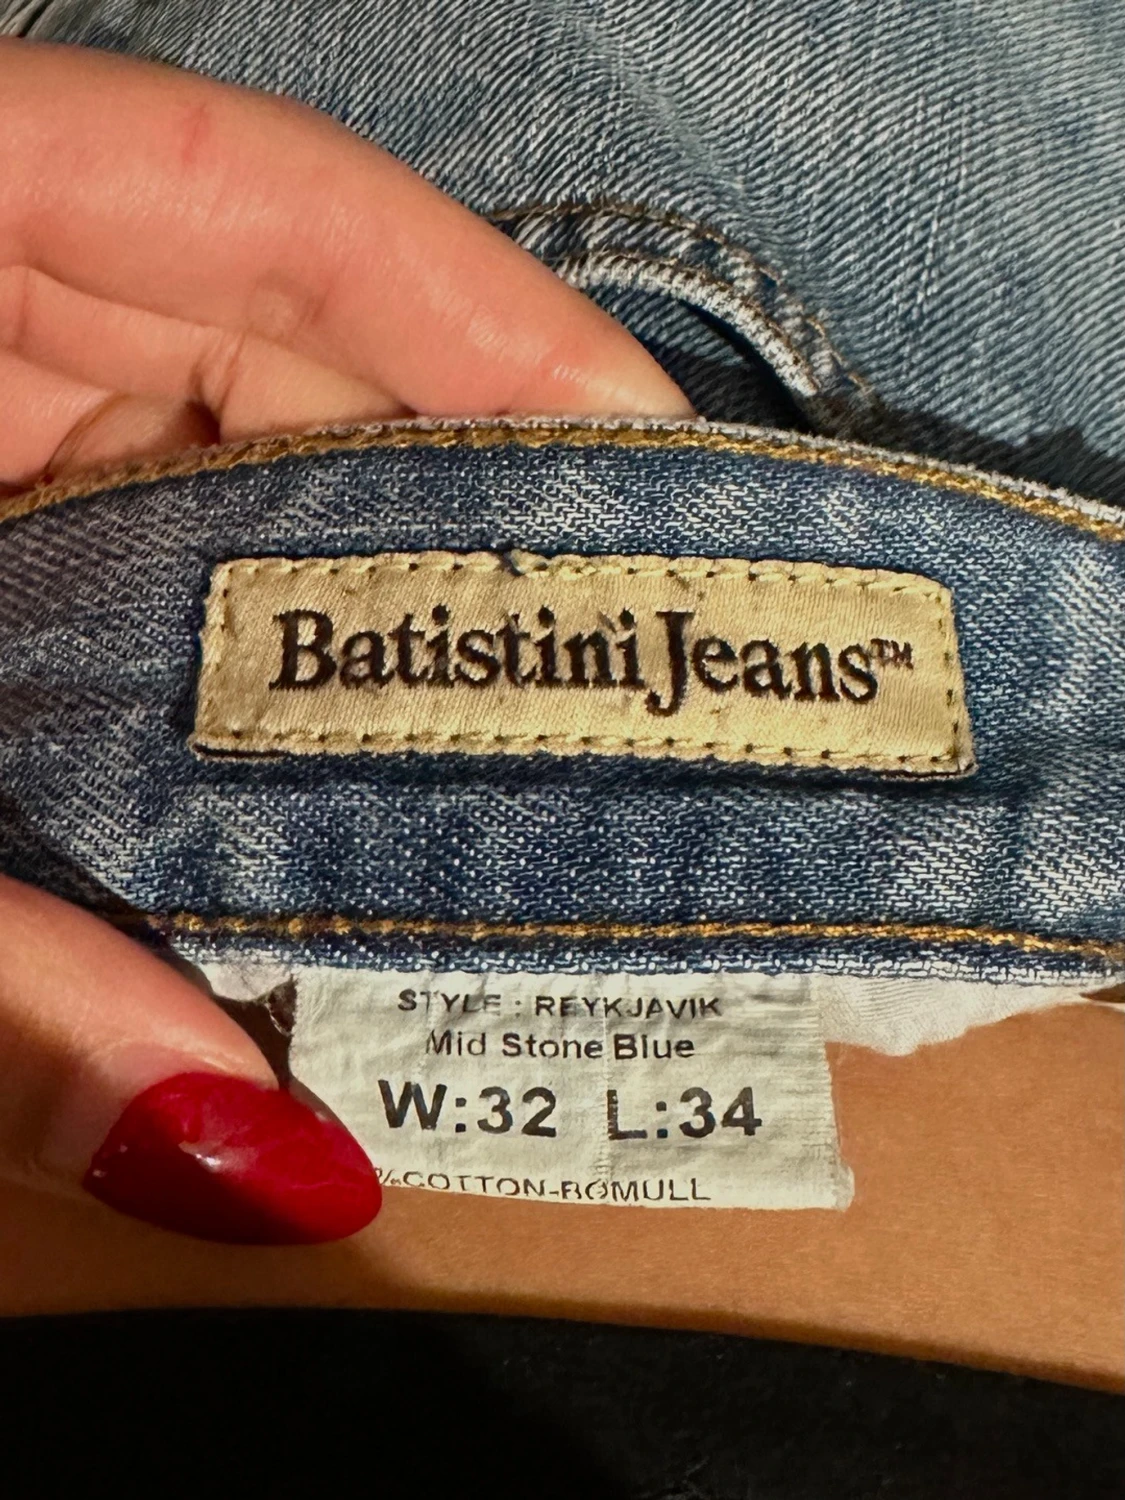 Batistini Jeans™
STYLE : REYKJAVIK
Mid Stone Blue
W:32 L:34
%COTTON-BOMULL